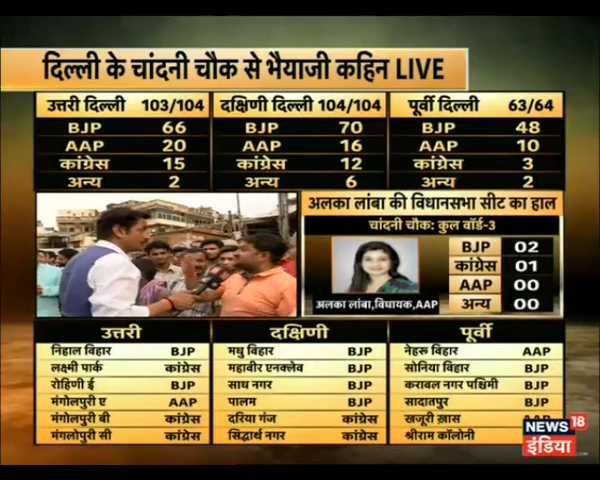 दिल्ली के चांदनी चौक से भैयाजी कहिन LIVE
उत्तरी दिल्ली 103/104
BJP 66
AAP 20
कांग्रेस 15
अन्य 2
दक्षिणी दिल्ली 104/104
BJP 70
AAP 16
कांग्रेस 12
अन्य 6
पूर्वी दिल्ली 63/64
BJP 48
AAP 10
कांग्रेस 3
अन्य 2
अलका लांबा की विधानसभा सीट का हाल
चांदनी चौक: कुल वॉर्ड-3
अलका लांबा,विधायक,AAP
BJP 02
कांग्रेस 01
AAP 00
अन्य 00
उत्तरी
निहाल बिहार BJP
लक्ष्मी पार्क कांग्रेस
रोहिणी ई BJP
मंगोलपुरी ए AAP
मंगोलपुरी बी कांग्रेस
मंगलोपुरी सी कांग्रेस
दक्षिणी
मधु बिहार BJP
महावीर एनक्लेव BJP
साध नगर BJP
पालम BJP
दरिया गंज कांग्रेस
सिद्धार्थ नगर कांग्रेस
पूर्वी
नेहरू बिहार AAP
सोनिया बिहार BJP
करावल नगर पश्चिमी BJP
सादातपुर BJP
खजूरी ख़ास AAP
श्रीराम कॉलोनी
NEWS 18
इंडिया